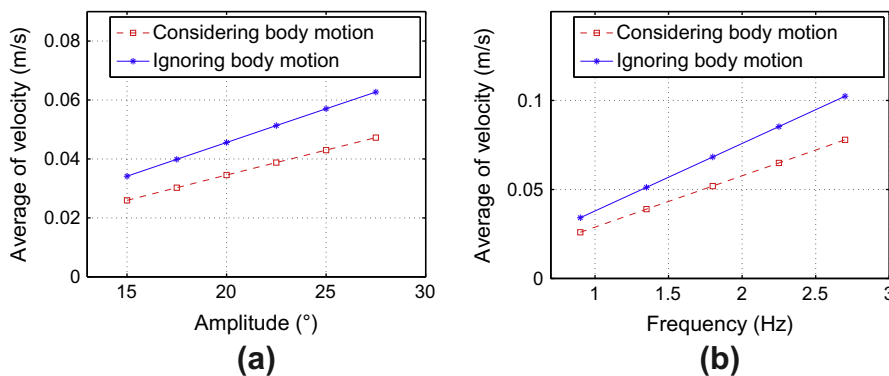 0.08
0.06
0.04
0.02
0
Average of velocity (m/s)
Considering body motion
Ignoring body motion
15 20 25 30
Amplitude (°)
(a)
0.1
0.05
0
Average of velocity (m/s)
Considering body motion
Ignoring body motion
1 1.5 2 2.5 3
Frequency (Hz)
(b)